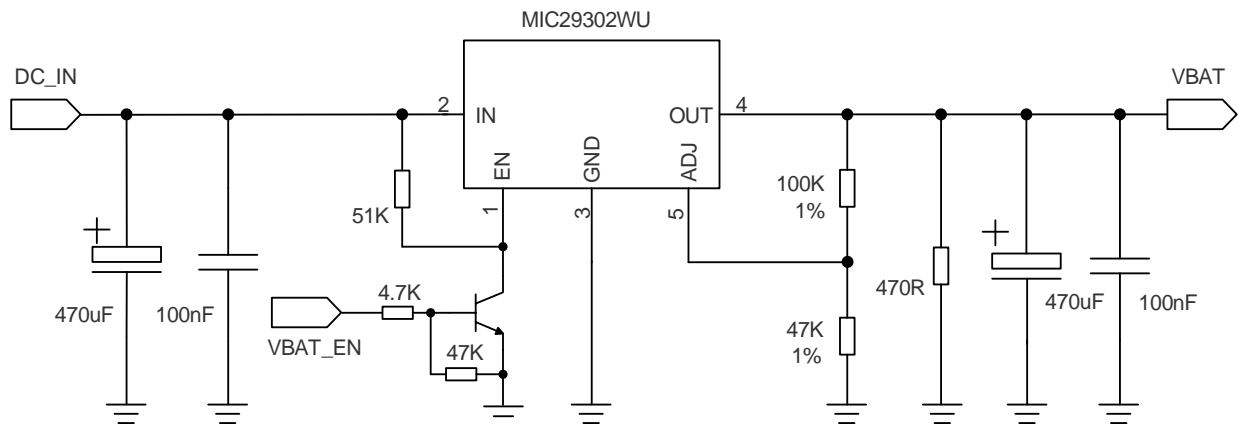 MIC29302WU
DC_IN
VBAT
2
IN
OUT
4
EN
GND
ADJ
1
3
5
51K
100K
1%
+
470uF
100nF
4.7K
VBAT_EN
47K
47K
1%
470R
+
470uF
100nF